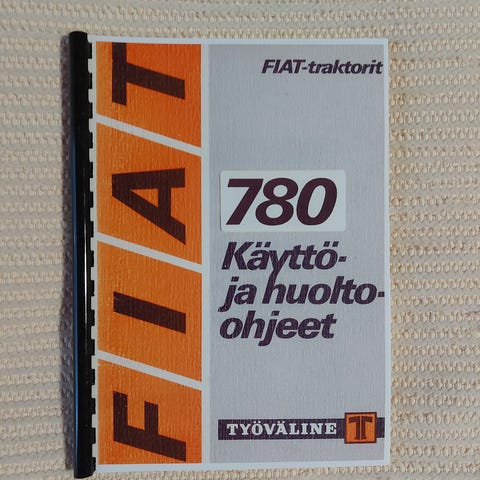 FIAT
FIAT-traktorit
780
Käyttö-
ja huolto-
ohjeet
TYÖVÄLINE T